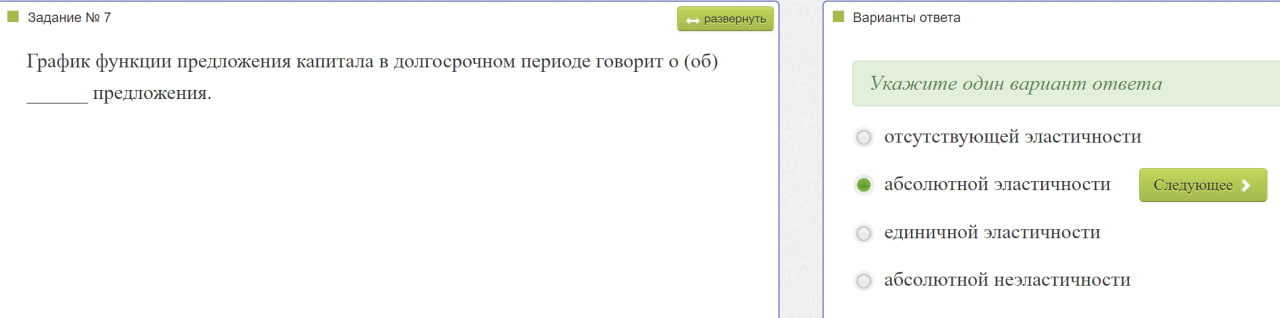 Задание № 7
развернуть
График функции предложения капитала в долгосрочном периоде говорит о (об)
______ предложения.
Варианты ответа
Укажите один вариант ответа
отсутствующей эластичности
абсолютной эластичности
Следующее
единичной эластичности
абсолютной неэластичности